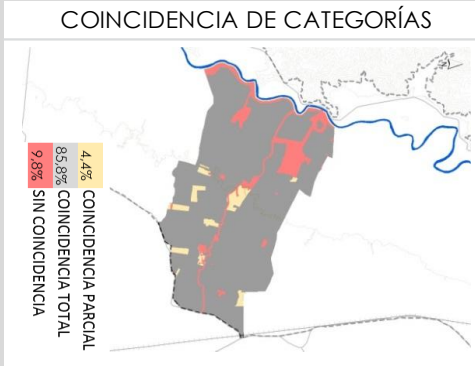 COINCIDENCIA DE CATEGORÍAS
4,4% COINCIDENCIA PARCIAL
85,8% COINCIDENCIA TOTAL
9,8% SIN COINCIDENCIA